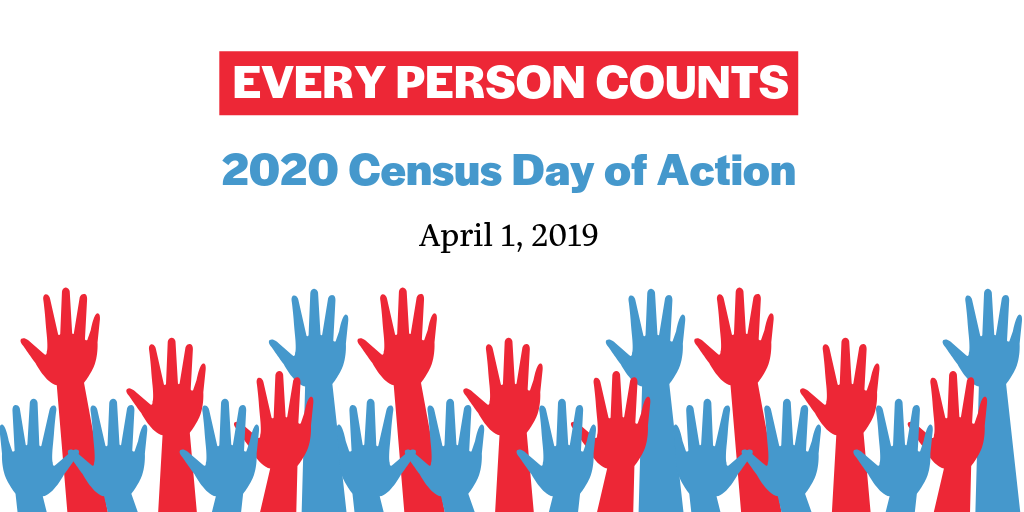 EVERY PERSON COUNTS
2020 Census Day of Action
April 1, 2019